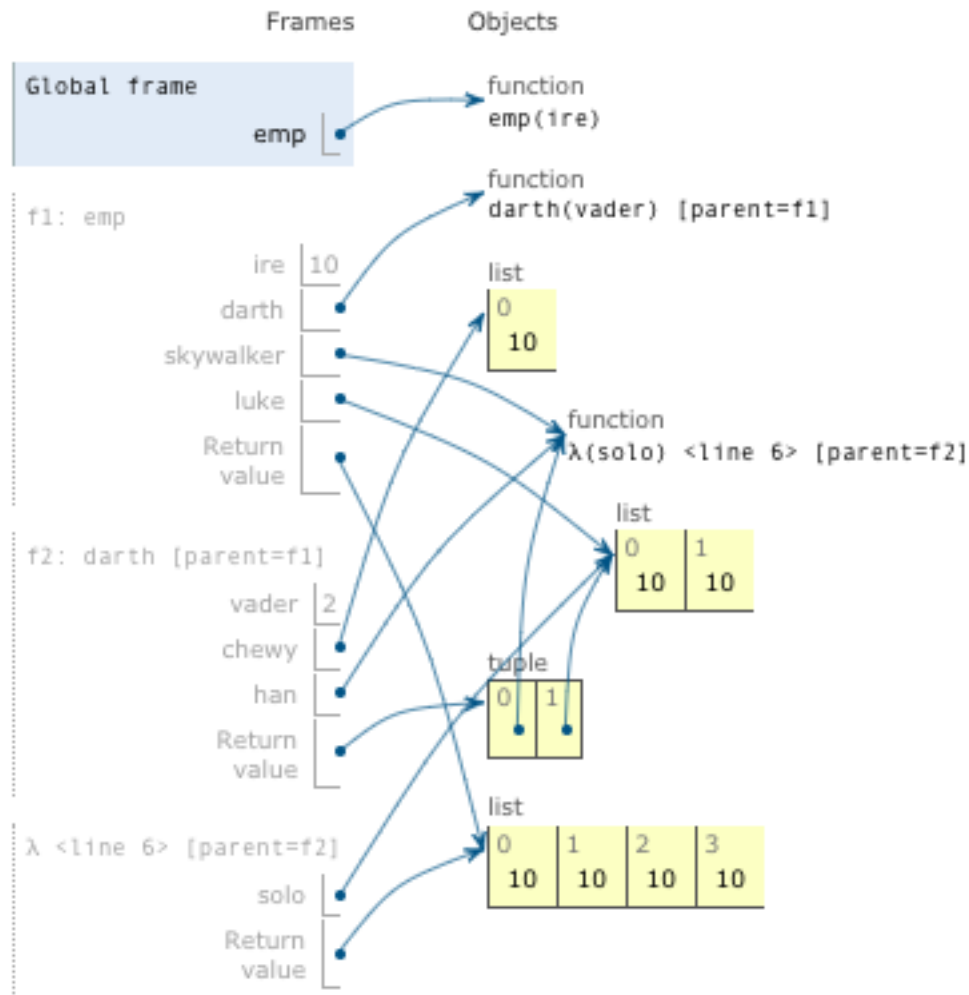 Frames Objects
Global frame
emp
function
emp(ire)
function
darth(vader) [parent=f1]
f1: emp
ire 10
darth
skywalker
luke
Return
value
list
0
10
function
λ(solo) <line 6> [parent=f2]
list
0 1
10 10
f2: darth [parent=f1]
vader 2
chewy
han
Return
value
tuple
0 1
list
0 1 2 3
10 10 10 10
λ <line 6> [parent=f2]
solo
Return
value